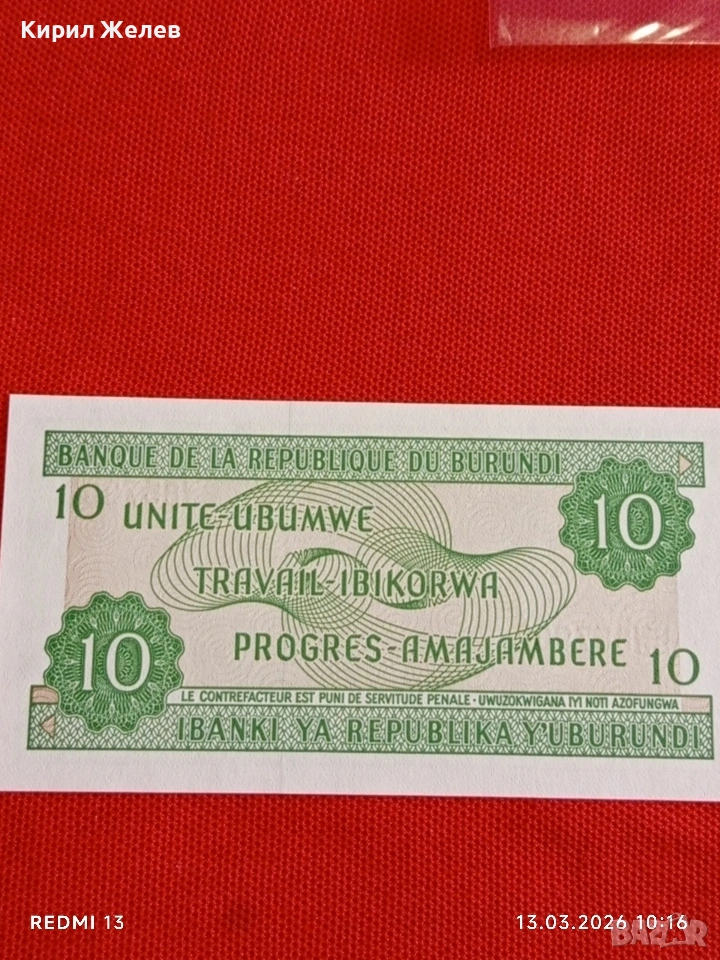 Кирил Желев
BANQUE DE LA REPUBLIQUE DU BURUNDI
10 UNITE-UBUMWE 10
TRAVAIL-IBIKORWA
10 PROGRES-AMAJAMBERE 10
LE CONTREFACTEUR EST PUNI DE SERVITUDE PENALE · UWUZOKWIGANA IYI NOTI AZOFUNGWA
IBANKI YA REPUBLIKA Y'UBURUNDI
REDMI 13 13.03.2026 10:16
BAZAR